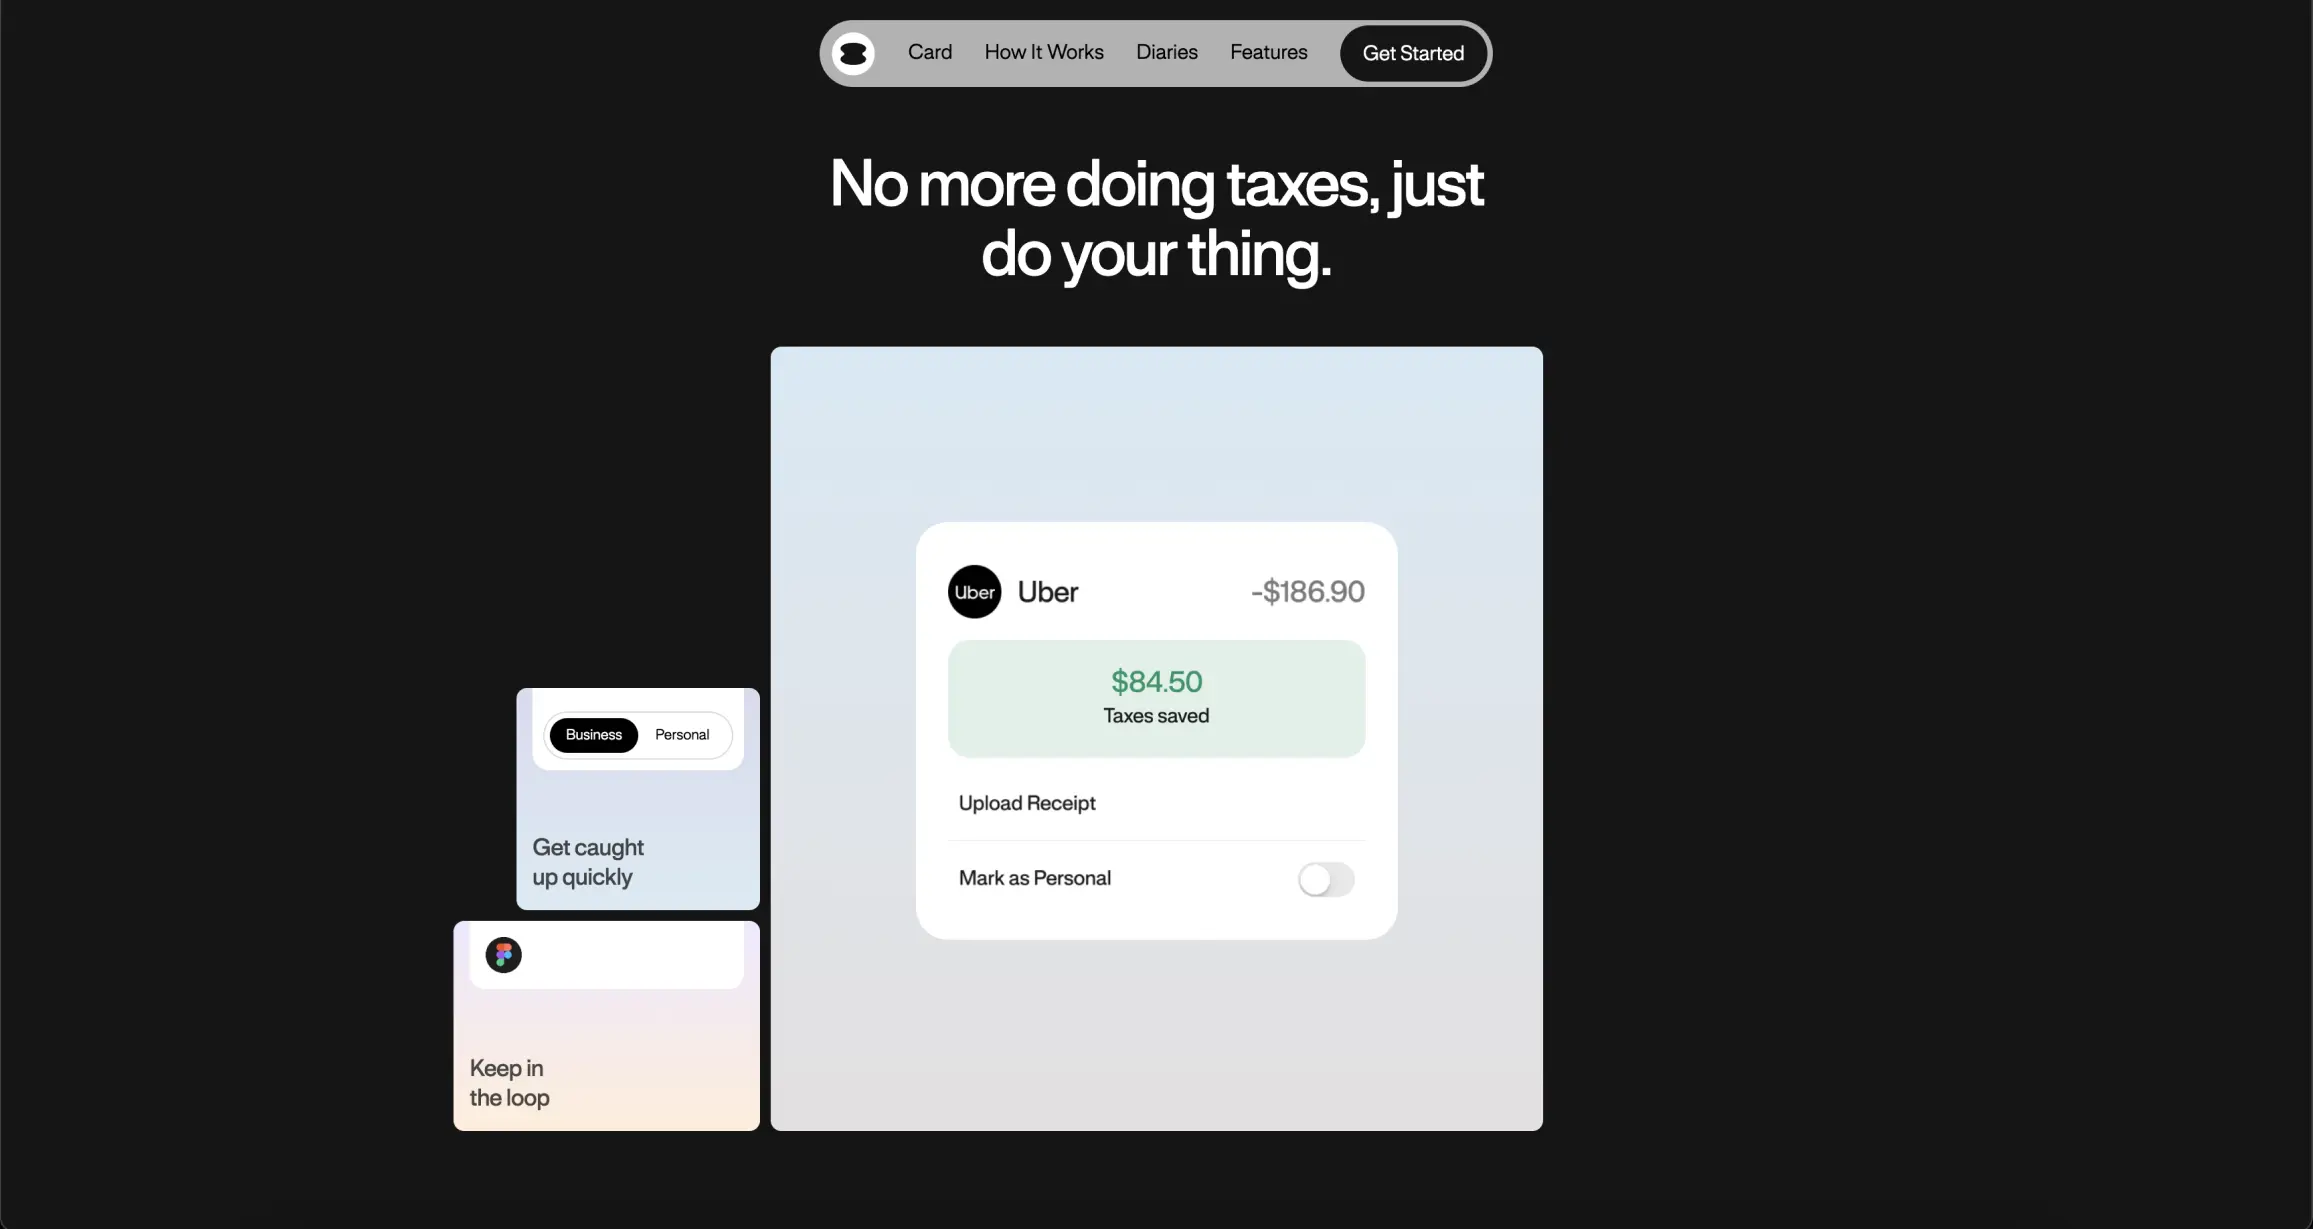 Card
How It Works
Diaries
Features
Get Started
No more doing taxes, just
do your thing.
Uber
Uber
-$186.90
$84.50
Taxes saved
Upload Receipt
Mark as Personal
Business
Personal
Get caught
up quickly
Keep in
the loop